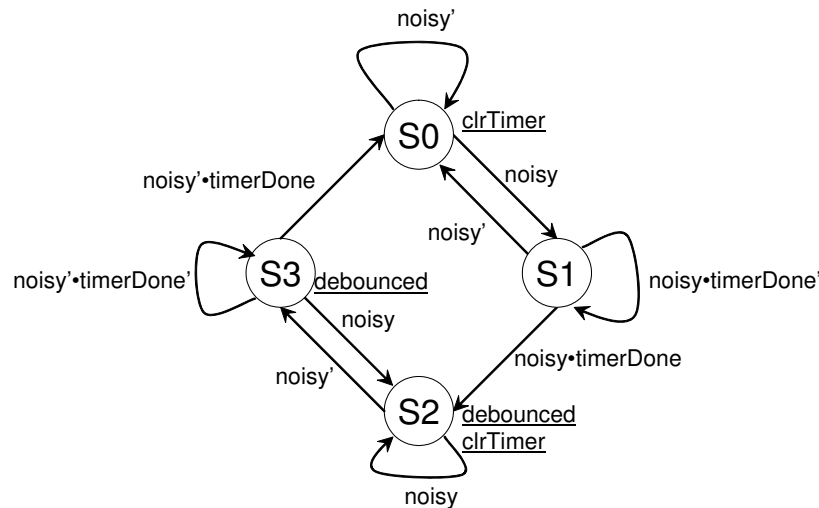 noisy’
S0
clrTimer
noisy’•timerDone
noisy
noisy’
noisy’•timerDone’
S3
debounced
S1
noisy•timerDone’
noisy
noisy’
noisy•timerDone
S2
debounced
clrTimer
noisy